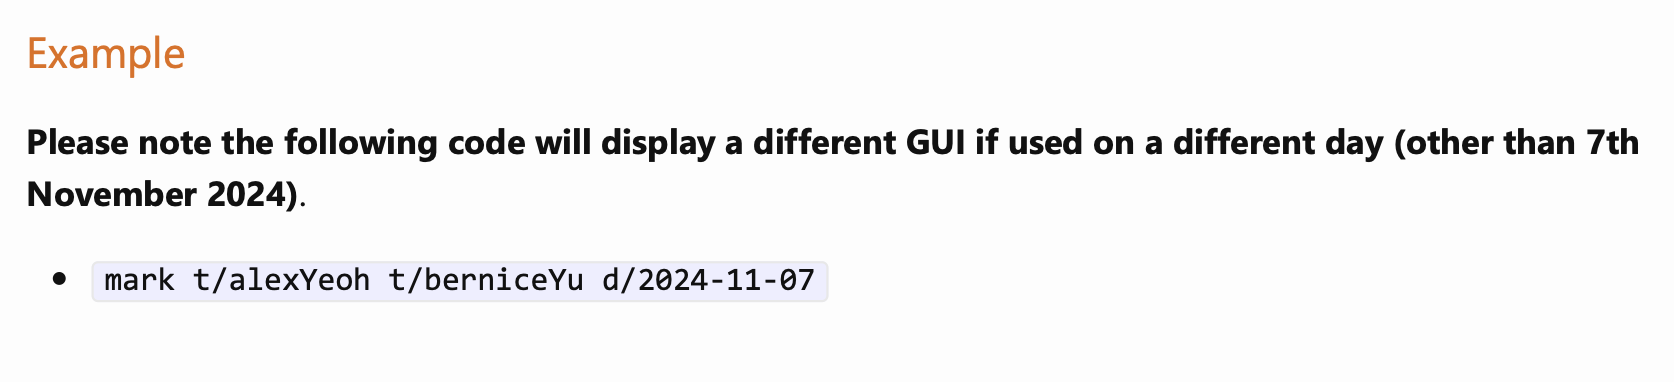 Example
Please note the following code will display a different GUI if used on a different day (other than 7th
November 2024).
• mark t/alexYeoh t/berniceYu d/2024-11-07